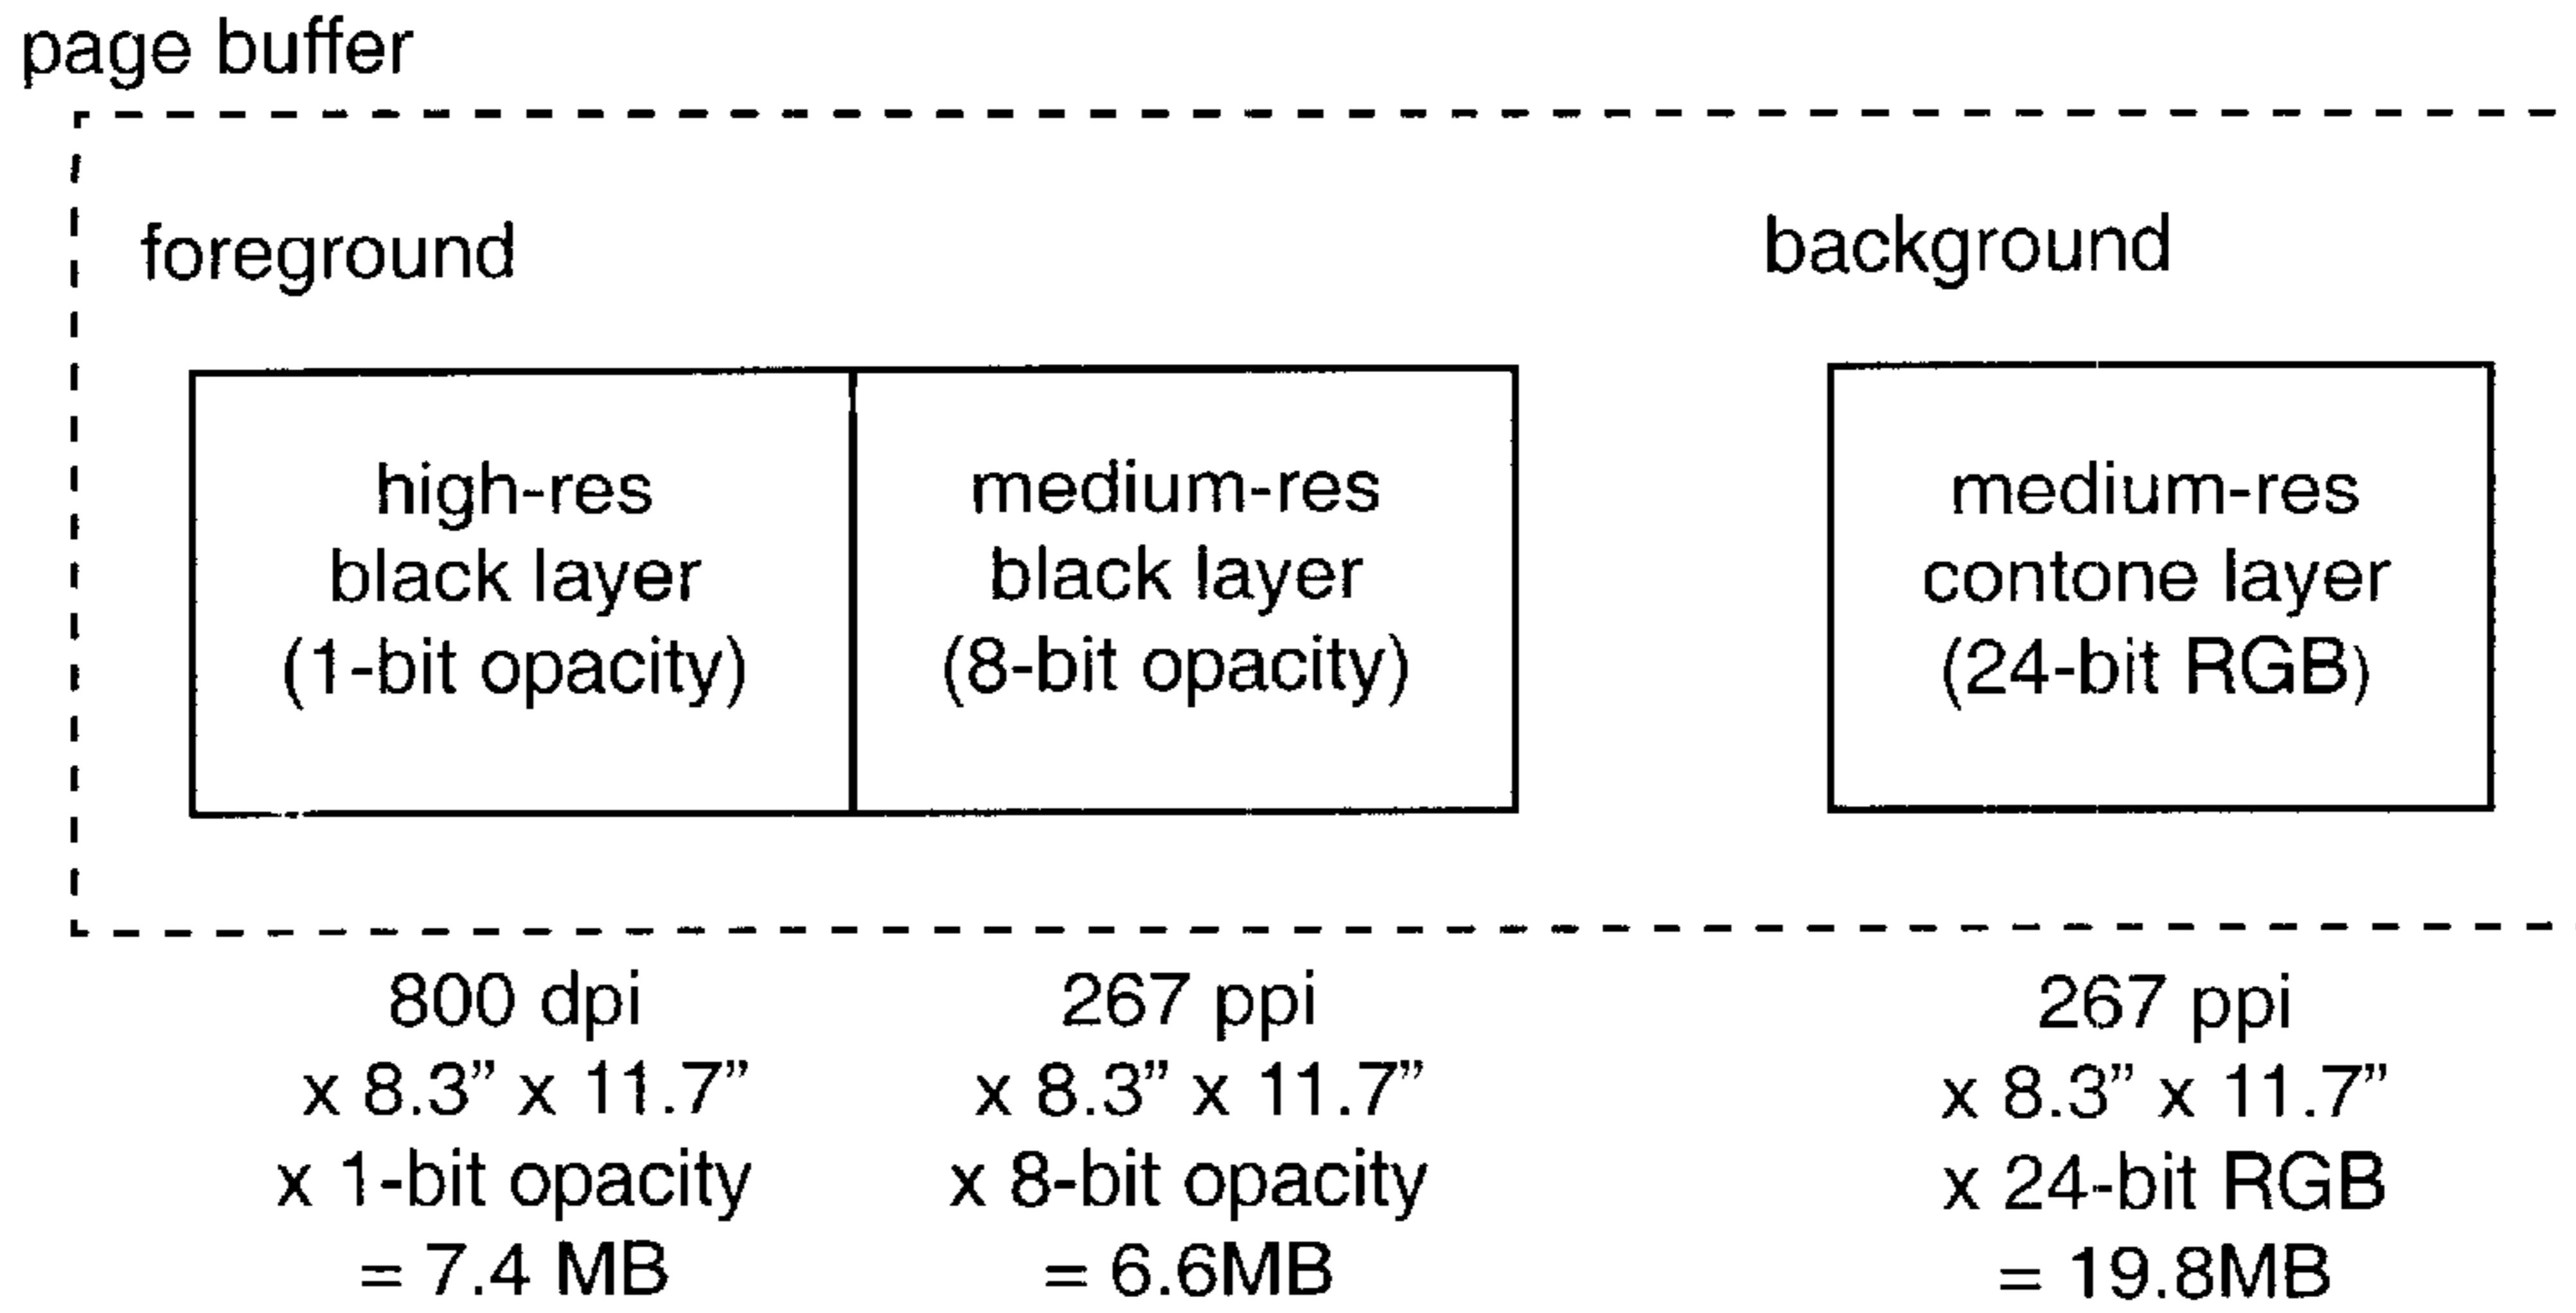 page buffer
foreground
background
high-res
black layer
(1-bit opacity)
medium-res
black layer
(8-bit opacity)
medium-res
contone layer
(24-bit RGB)
800 dpi
x 8.3” x 11.7”
x 1-bit opacity
= 7.4 MB
267 ppi
x 8.3” x 11.7”
x 8-bit opacity
= 6.6MB
267 ppi
x 8.3” x 11.7”
x 24-bit RGB
= 19.8MB